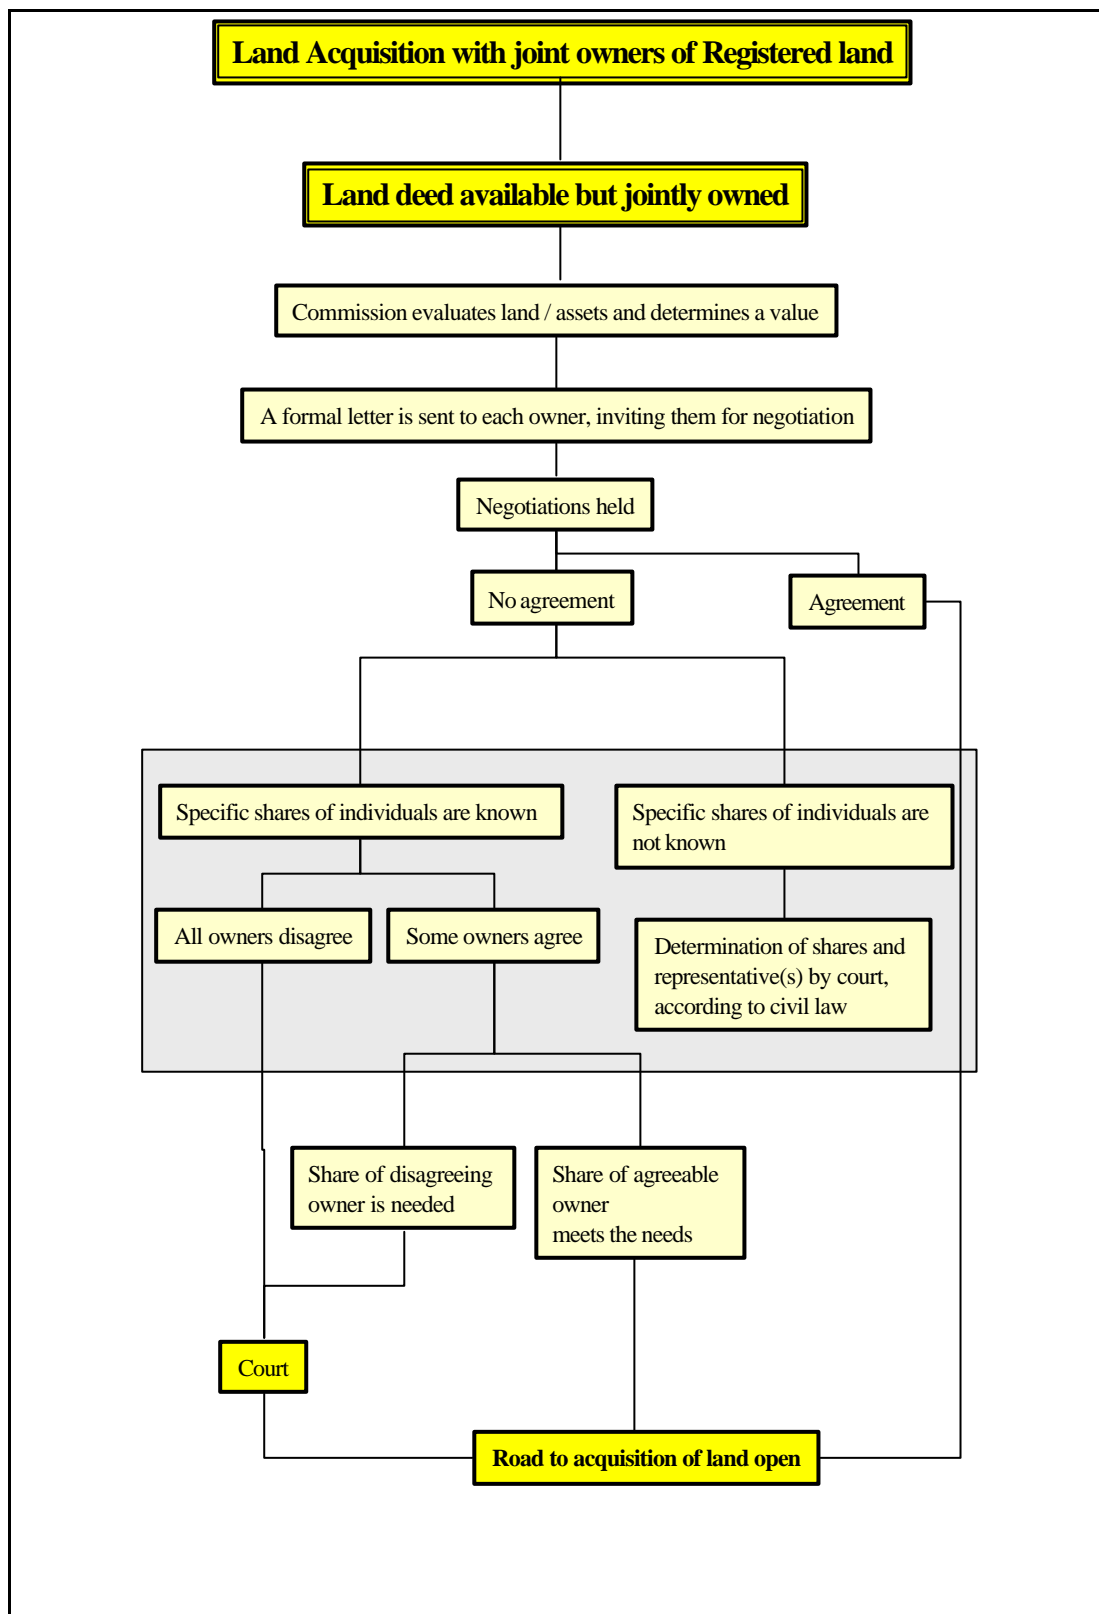 Land Acquisition with joint owners of Registered land
Land deed available but jointly owned
Commission evaluates land / assets and determines a value
A formal letter is sent to each owner, inviting them for negotiation
Negotiations held
No agreement
Agreement
Specific shares of individuals are known
Specific shares of individuals are
not known
All owners disagree
Some owners agree
Determination of shares and
representative(s) by court,
according to civil law
Share of disagreeing
owner is needed
Share of agreeable
owner
meets the needs
Court
Road to acquisition of land open